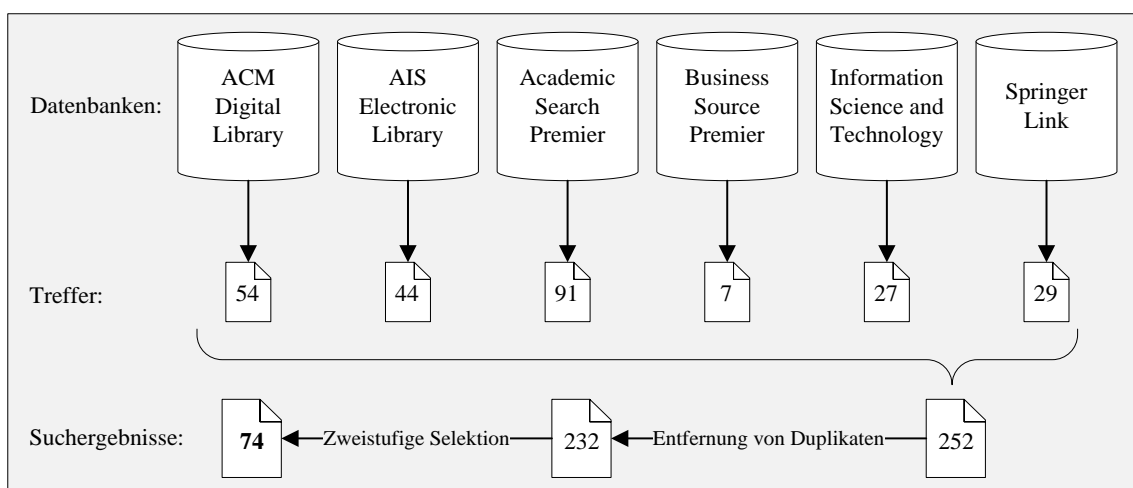 Datenbanken:
ACM
Digital
Library
AIS
Electronic
Library
Academic
Search
Premier
Business
Source
Premier
Information
Science and
Technology
Springer
Link
Treffer:
54
44
91
7
27
29
Suchergebnisse:
74
Zweistufige Selektion
232
Entfernung von Duplikaten
252